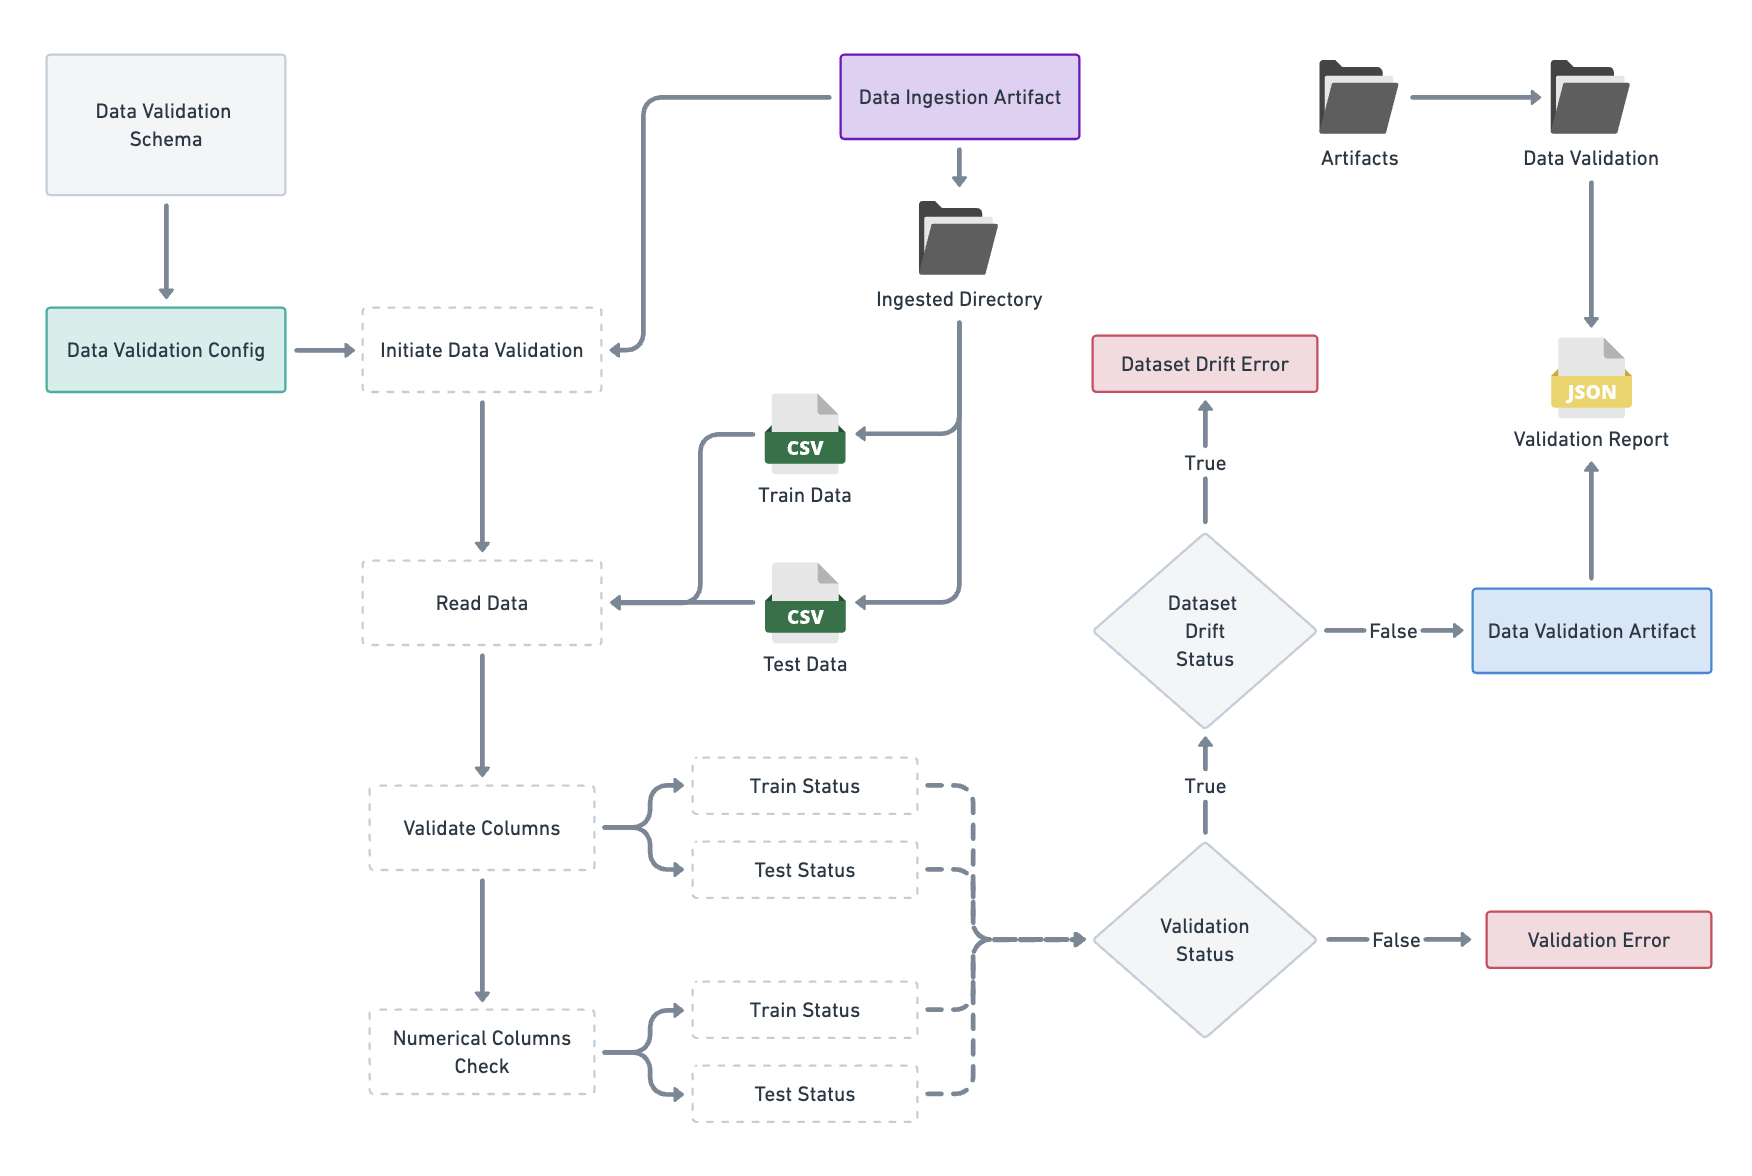 Data Validation
Schema
Data Ingestion Artifact
Artifacts
Data Validation
Ingested Directory
Data Validation Config
Initiate Data Validation
Dataset Drift Error
JSON
Validation Report
CSV
Train Data
True
Read Data
CSV
Test Data
Dataset
Drift
Status
False
Data Validation Artifact
True
Validate Columns
Train Status
Test Status
Validation
Status
False
Validation Error
Numerical Columns
Check
Train Status
Test Status